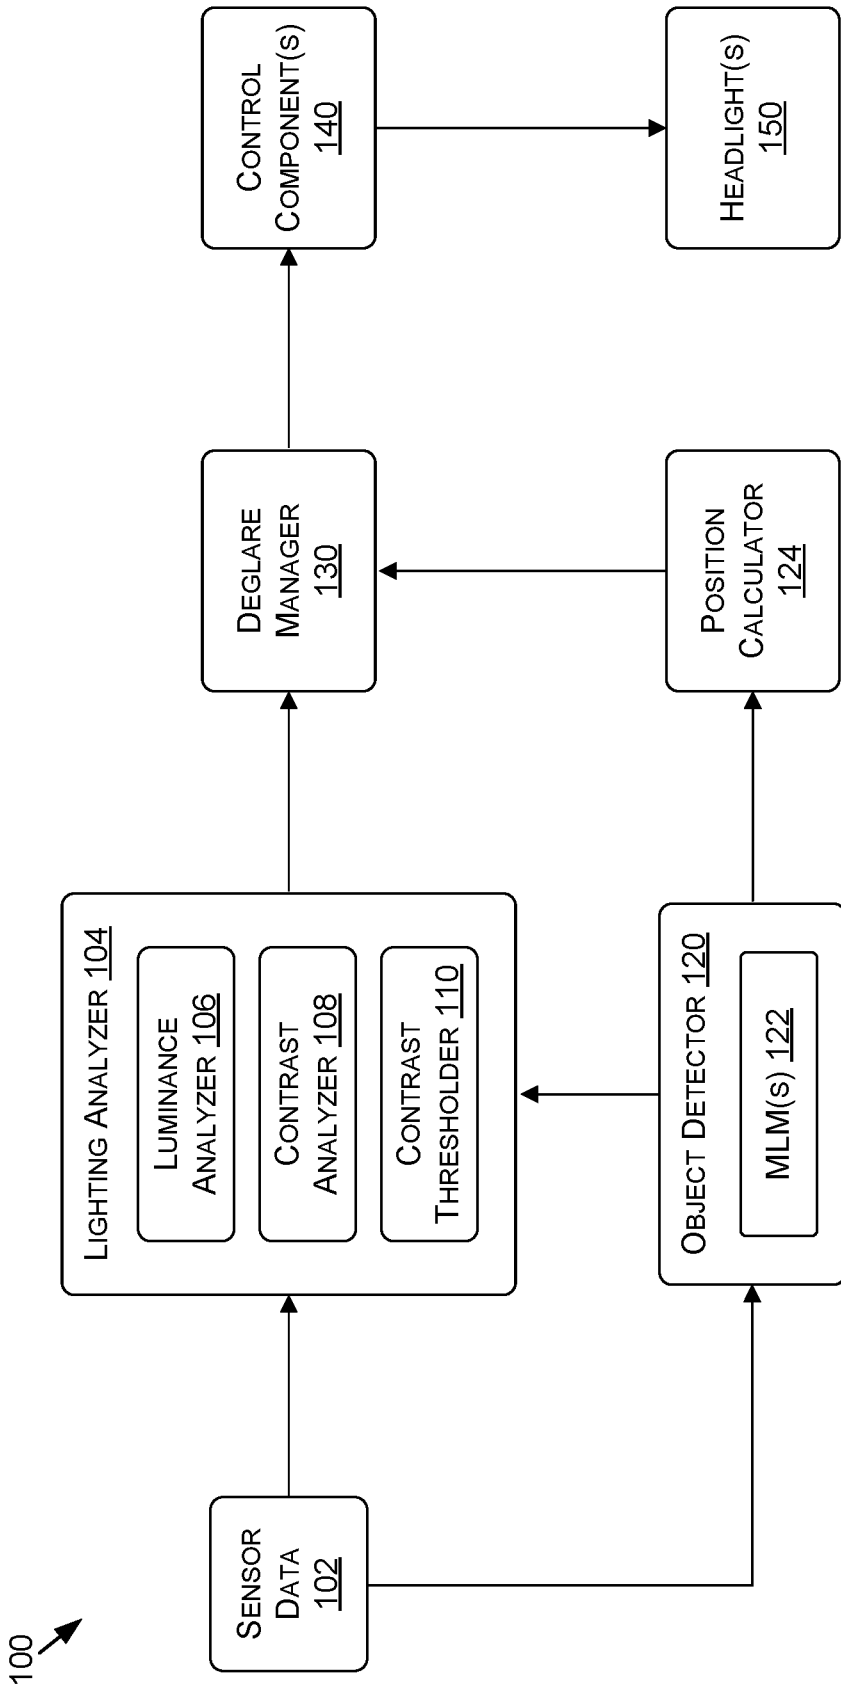 100
SENSOR
DATA
102
LIGHTING ANALYZER 104
LUMINANCE
ANALYZER 106
CONTRAST
ANALYZER 108
CONTRAST
THRESHOLDER 110
OBJECT DETECTOR 120
MLM(S) 122
DEGLARE
MANAGER
130
POSITION
CALCULATOR
124
CONTROL
COMPONENT(S)
140
HEADLIGHT(S)
150